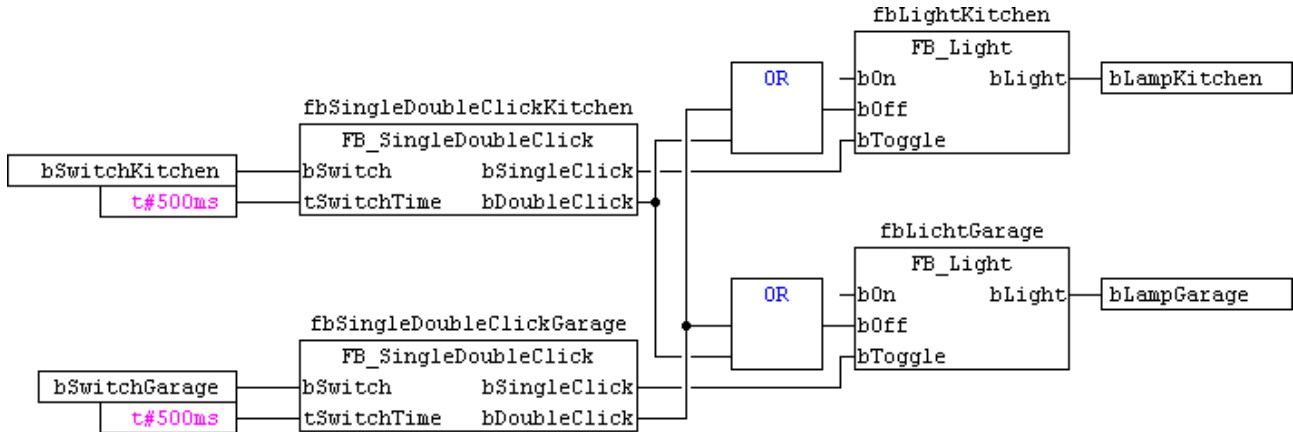 fbLightKitchen
FB_Light
OR
bOn bLight bLampKitchen
fbSingleDoubleClickKitchen
bOff
FB_SingleDoubleClick
bToggle
bSwitchKitchen bSwitch bSingleClick
t#500ms tSwitchTime bDoubleClick
fbLichtGarage
FB_Light
OR
bOn bLight bLampGarage
fbSingleDoubleClickGarage
bOff
FB_SingleDoubleClick
bToggle
bSwitchGarage bSwitch bSingleClick
t#500ms tSwitchTime bDoubleClick